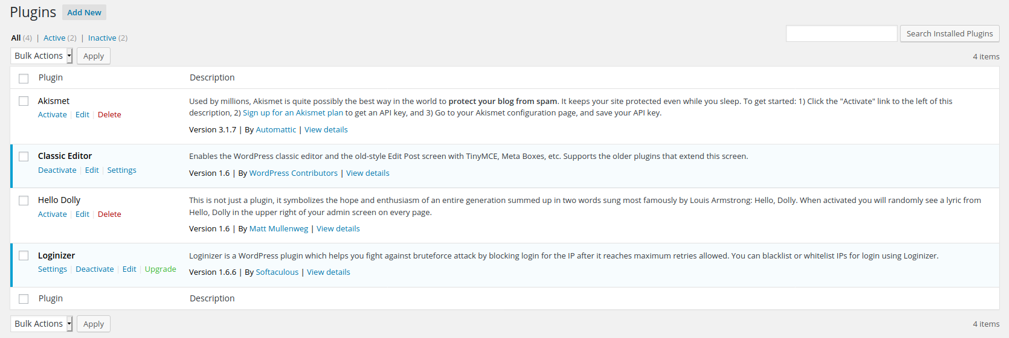 Plugins Add New
All (4) | Active (2) | Inactive (2)
Search Installed Plugins
Bulk Actions Apply
4 items
Plugin Description
Akismet
Activate | Edit | Delete
Used by millions, Akismet is quite possibly the best way in the world to protect your blog from spam. It keeps your site protected even while you sleep. To get started: 1) Click the "Activate" link to the left of this
description, 2) Sign up for an Akismet plan to get an API key, and 3) Go to your Akismet configuration page, and save your API key.
Version 3.1.7 | By Automattic | View details
Classic Editor
Deactivate | Edit | Settings
Enables the WordPress classic editor and the old-style Edit Post screen with TinyMCE, Meta Boxes, etc. Supports the older plugins that extend this screen.
Version 1.6 | By WordPress Contributors | View details
Hello Dolly
Activate | Edit | Delete
This is not just a plugin, it symbolizes the hope and enthusiasm of an entire generation summed up in two words sung most famously by Louis Armstrong: Hello, Dolly. When activated you will randomly see a lyric from
Hello, Dolly in the upper right of your admin screen on every page.
Version 1.6 | By Matt Mullenweg | View details
Loginizer
Settings | Deactivate | Edit | Upgrade
Loginizer is a WordPress plugin which helps you fight against bruteforce attack by blocking login for the IP after it reaches maximum retries allowed. You can blacklist or whitelist IPs for login using Loginizer.
Version 1.6.6 | By Softaculous | View details
Plugin Description
Bulk Actions Apply
4 items